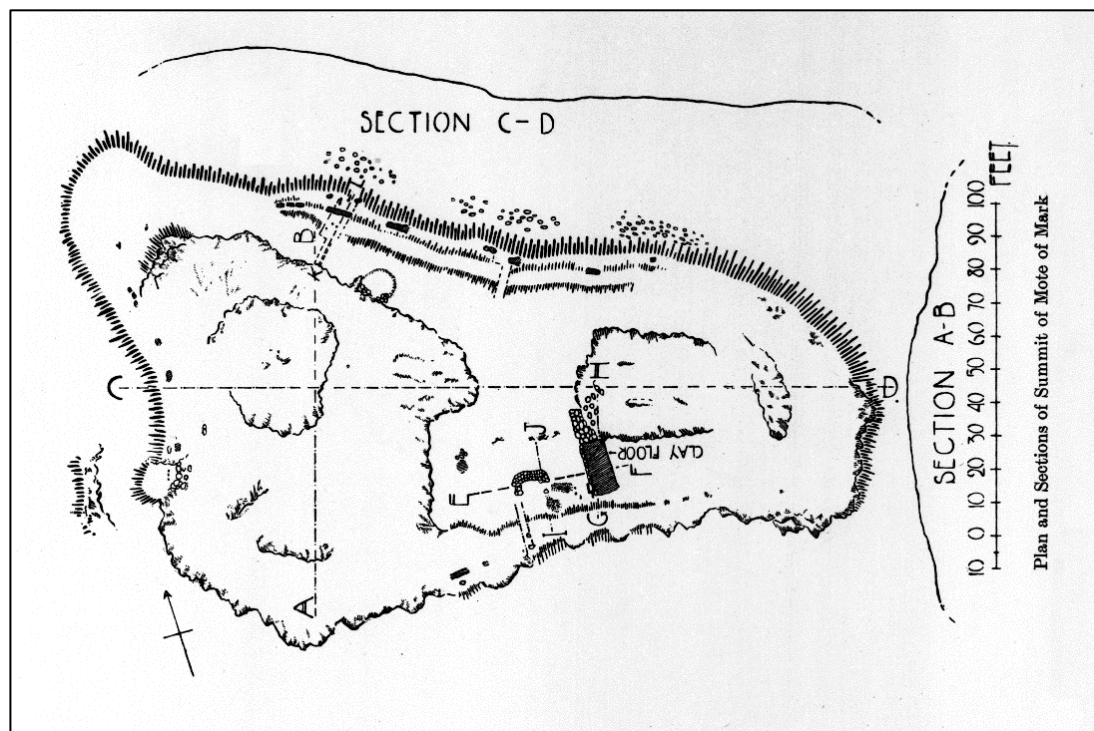 SECTION C-D
B
C
D
H
J
CLAY FLOOR
E
F
G
I
A
SECTION A-B
10 0 10 20 30 40 50 60 70 80 90 100 FEET
Plan and Sections of Summit of Mote of Mark